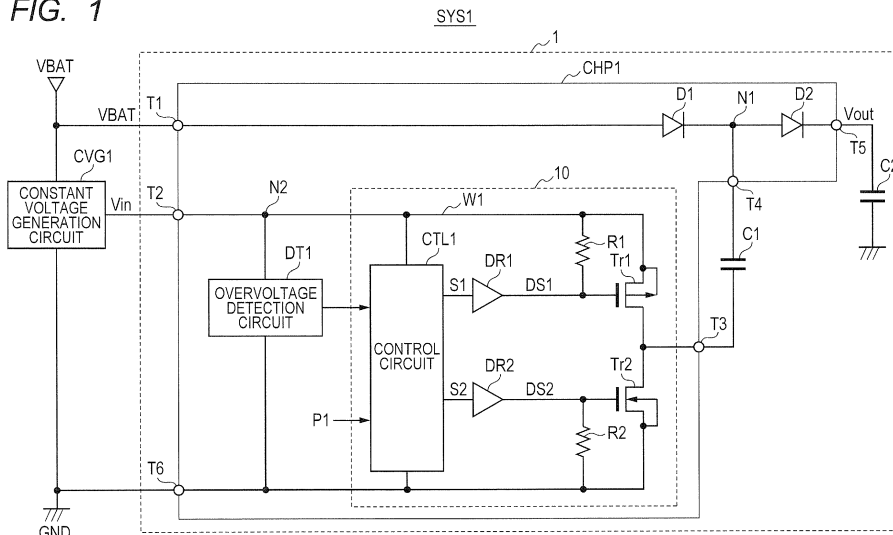 FIG. 1
SYS1
1
VBAT
CHP1
VBAT
T1
D1
N1
D2
Vout
T5
CVG1
CONSTANT
VOLTAGE
GENERATION
CIRCUIT
Vin
T2
N2
10
W1
T4
C2
DT1
OVERVOLTAGE
DETECTION
CIRCUIT
CTL1
CONTROL
CIRCUIT
S1
DR1
DS1
R1
Tr1
C1
T3
S2
DR2
DS2
Tr2
P1
R2
T6
GND